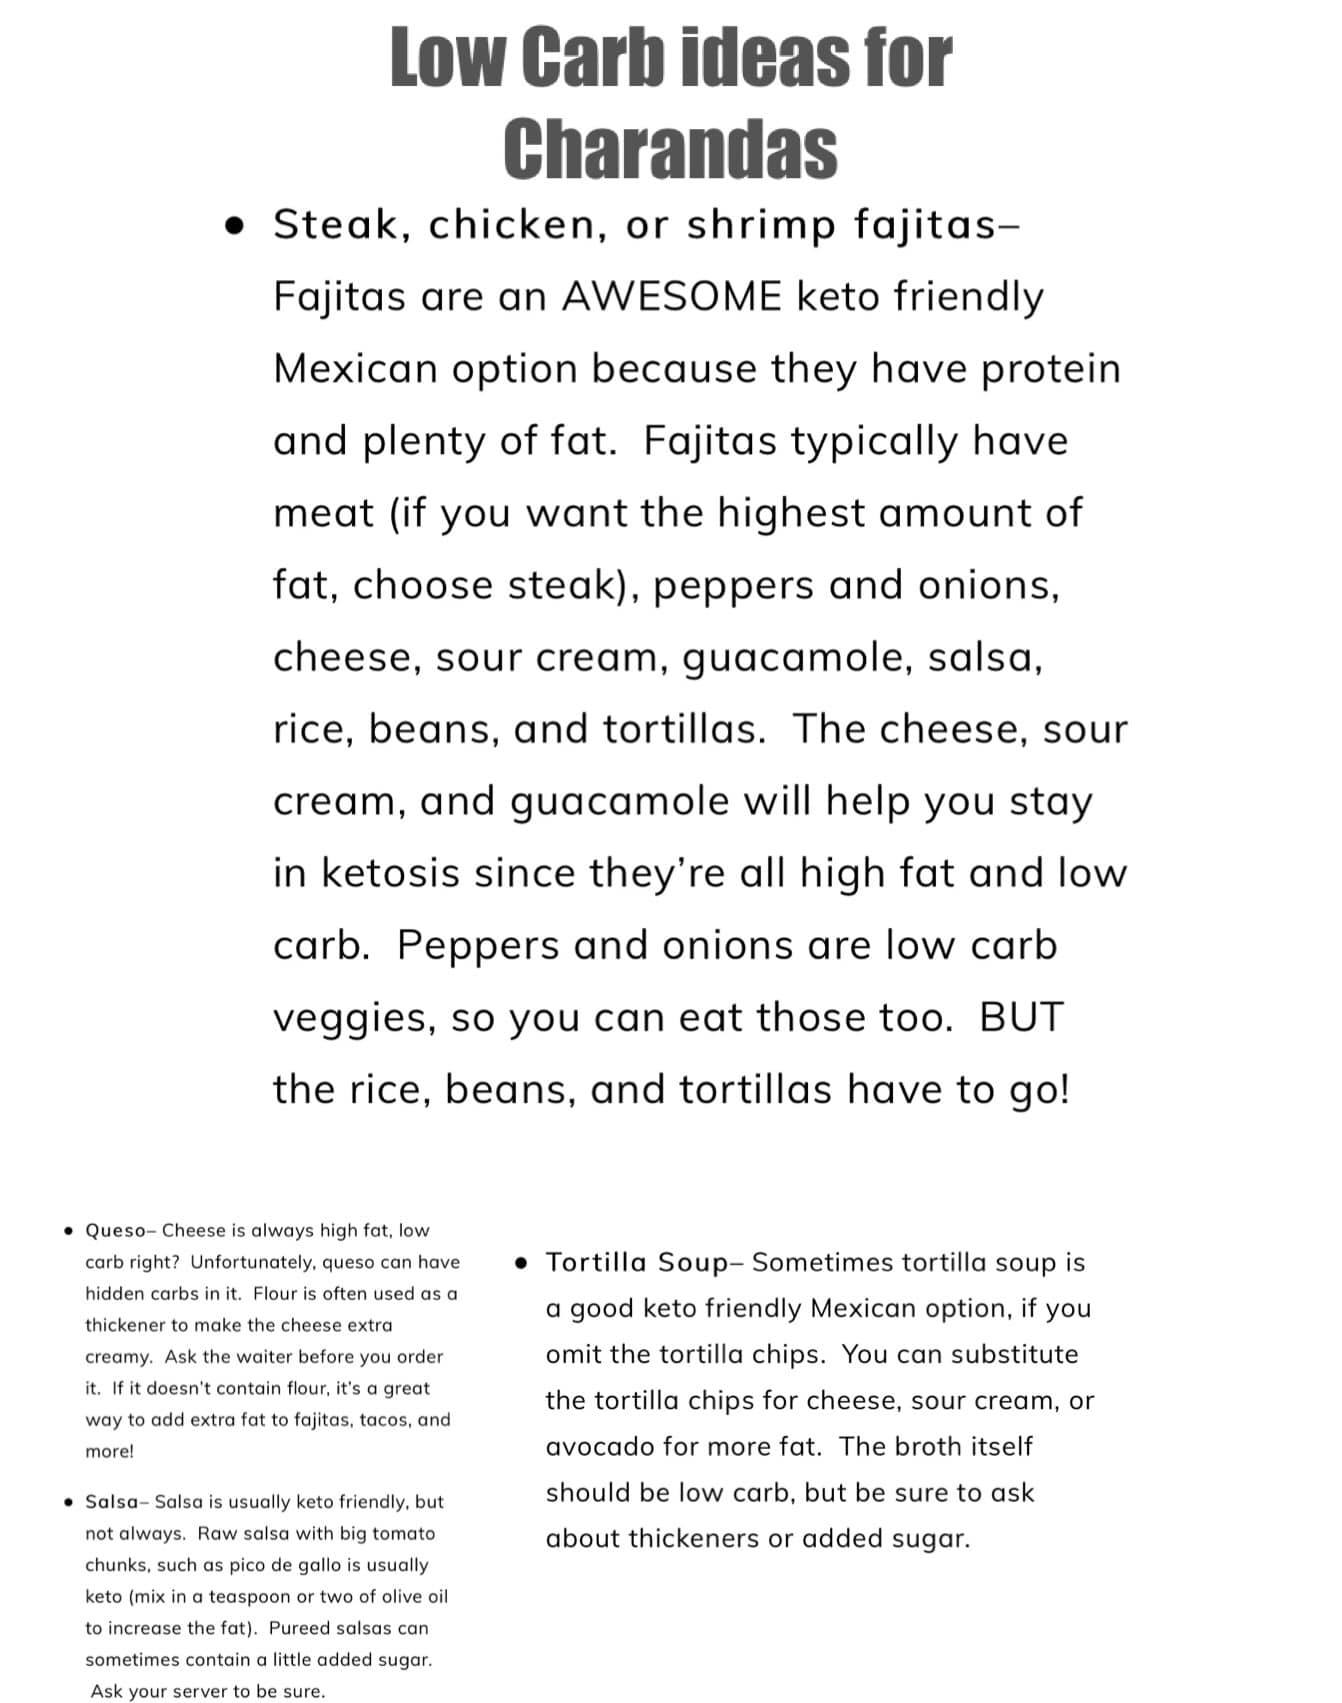 Low Carb ideas for
Charandas
• Steak, chicken, or shrimp fajitas–
Fajitas are an AWESOME keto friendly
Mexican option because they have protein
and plenty of fat.  Fajitas typically have
meat (if you want the highest amount of
fat, choose steak), peppers and onions,
cheese, sour cream, guacamole, salsa,
rice, beans, and tortillas.  The cheese, sour
cream, and guacamole will help you stay
in ketosis since they’re all high fat and low
carb.  Peppers and onions are low carb
veggies, so you can eat those too.  BUT
the rice, beans, and tortillas have to go!
• Queso– Cheese is always high fat, low
carb right?  Unfortunately, queso can have
hidden carbs in it.  Flour is often used as a
thickener to make the cheese extra
creamy.  Ask the waiter before you order
it.  If it doesn’t contain flour, it’s a great
way to add extra fat to fajitas, tacos, and
more!
• Salsa– Salsa is usually keto friendly, but
not always.  Raw salsa with big tomato
chunks, such as pico de gallo is usually
keto (mix in a teaspoon or two of olive oil
to increase the fat).  Pureed salsas can
sometimes contain a little added sugar.
Ask your server to be sure.
• Tortilla Soup– Sometimes tortilla soup is
a good keto friendly Mexican option, if you
omit the tortilla chips.  You can substitute
the tortilla chips for cheese, sour cream, or
avocado for more fat.  The broth itself
should be low carb, but be sure to ask
about thickeners or added sugar.